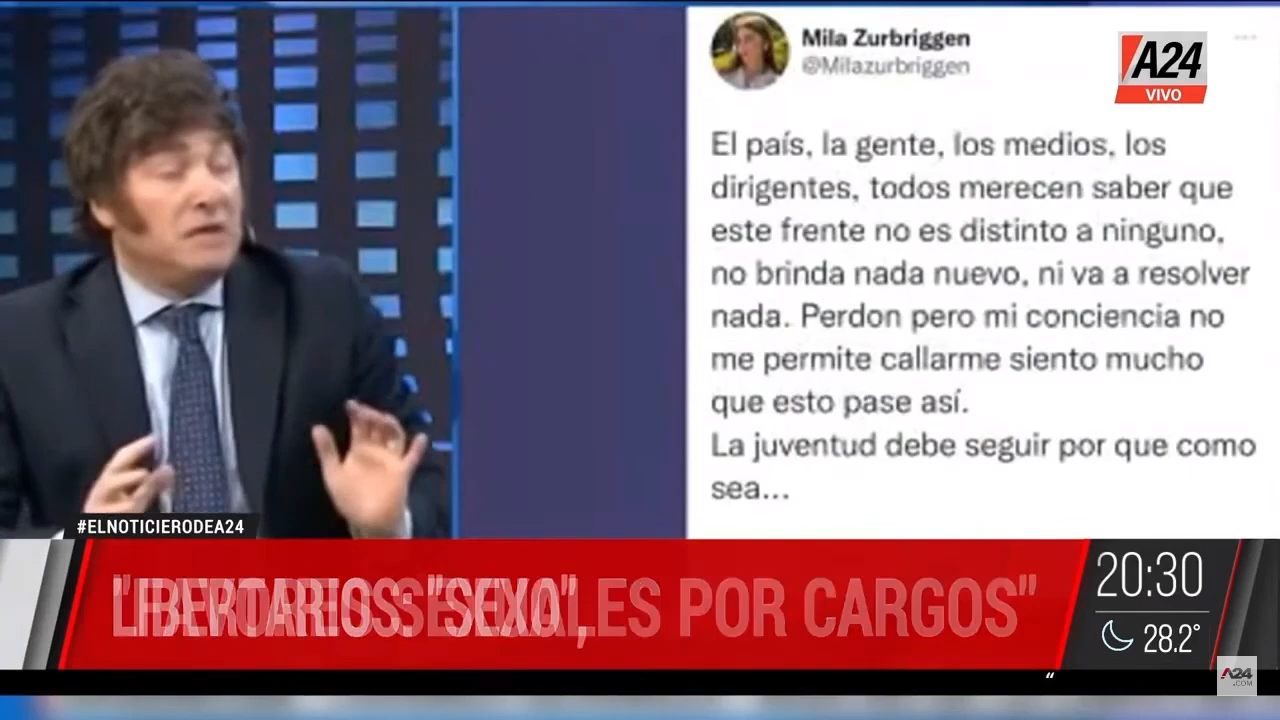 Mila Zurbriggen
@Milazurbriggen
A24
VIVO
El país, la gente, los medios, los
dirigentes, todos merecen saber que
este frente no es distinto a ninguno,
no brinda nada nuevo, ni va a resolver
nada. Perdon pero mi conciencia no
me permite callarme siento mucho
que esto pase así.
La juventud debe seguir por que como
sea...
#ELNOTICIERODEA24
POR CARGOS"
20:30
28.2°
A24
.COM